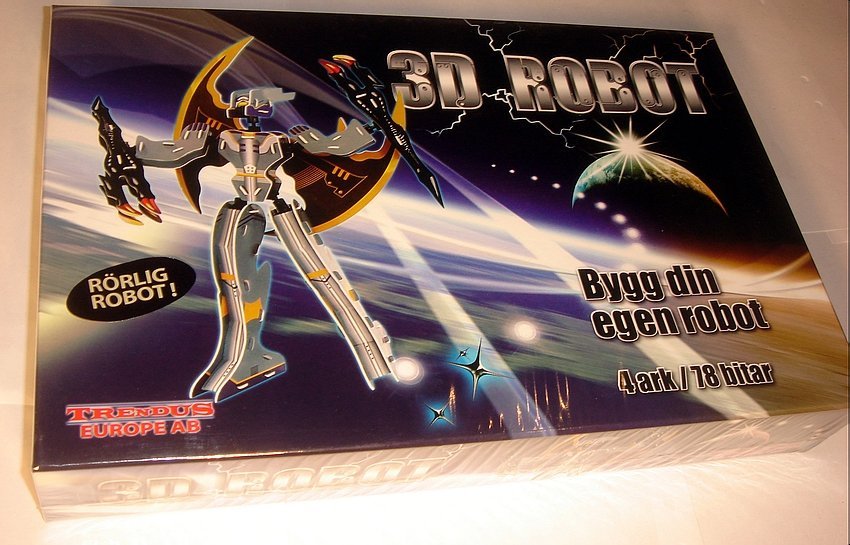 3D ROBOT
RÖRLIG
ROBOT!
Bygg din
egen robot
4 ark / 78 bitar
TRENDUS
EUROPE AB
3D ROBOT